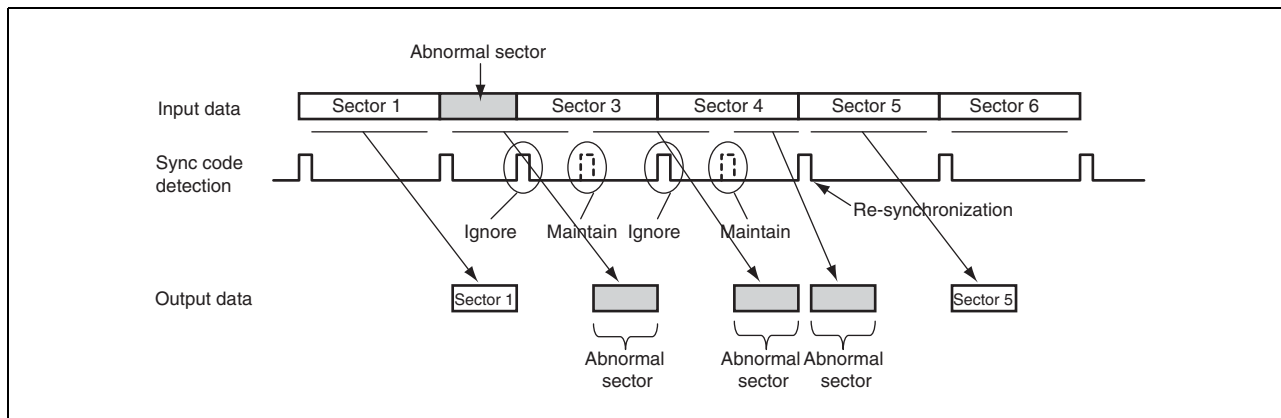 Abnormal sector
Input data
Sector 1
Sector 3
Sector 4
Sector 5
Sector 6
Sync code
detection
Re-synchronization
Ignore
Maintain
Ignore
Maintain
Output data
Sector 1
Sector 5
Abnormal
sector
Abnormal
sector
Abnormal
sector